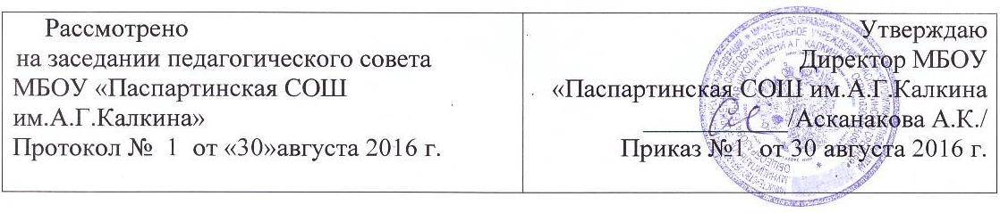 Рассмотрено
на заседании педагогического совета
МБОУ «Паспартинская СОШ
им.А.Г.Калкина»
Протокол № 1 от «30»августа 2016 г.
Утверждаю
Директор МБОУ
«Паспартинская СОШ им.А.Г.Калкина
/Асканакова А.К./
Приказ №1 от 30 августа 2016 г.